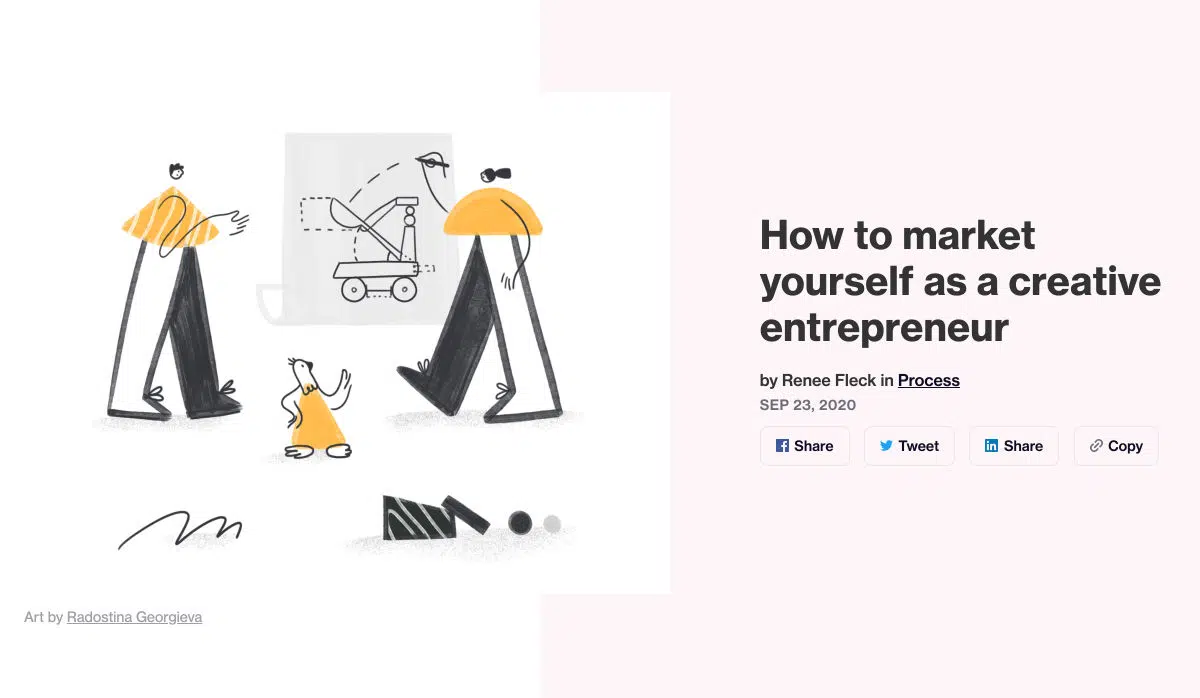 How to market
yourself as a creative
entrepreneur
by Renee Fleck in Process
SEP 23, 2020
Share
Tweet
Share
Copy
Art by Radostina Georgieva